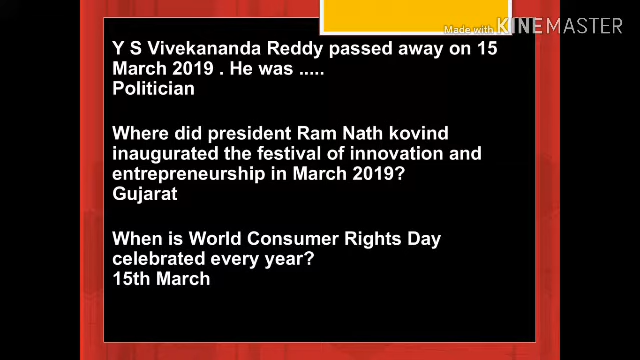 Made with KINEMASTER
Y S Vivekananda Reddy passed away on 15
March 2019 . He was .....
Politician
Where did president Ram Nath kovind
inaugurated the festival of innovation and
entrepreneurship in March 2019?
Gujarat
When is World Consumer Rights Day
celebrated every year?
15th March